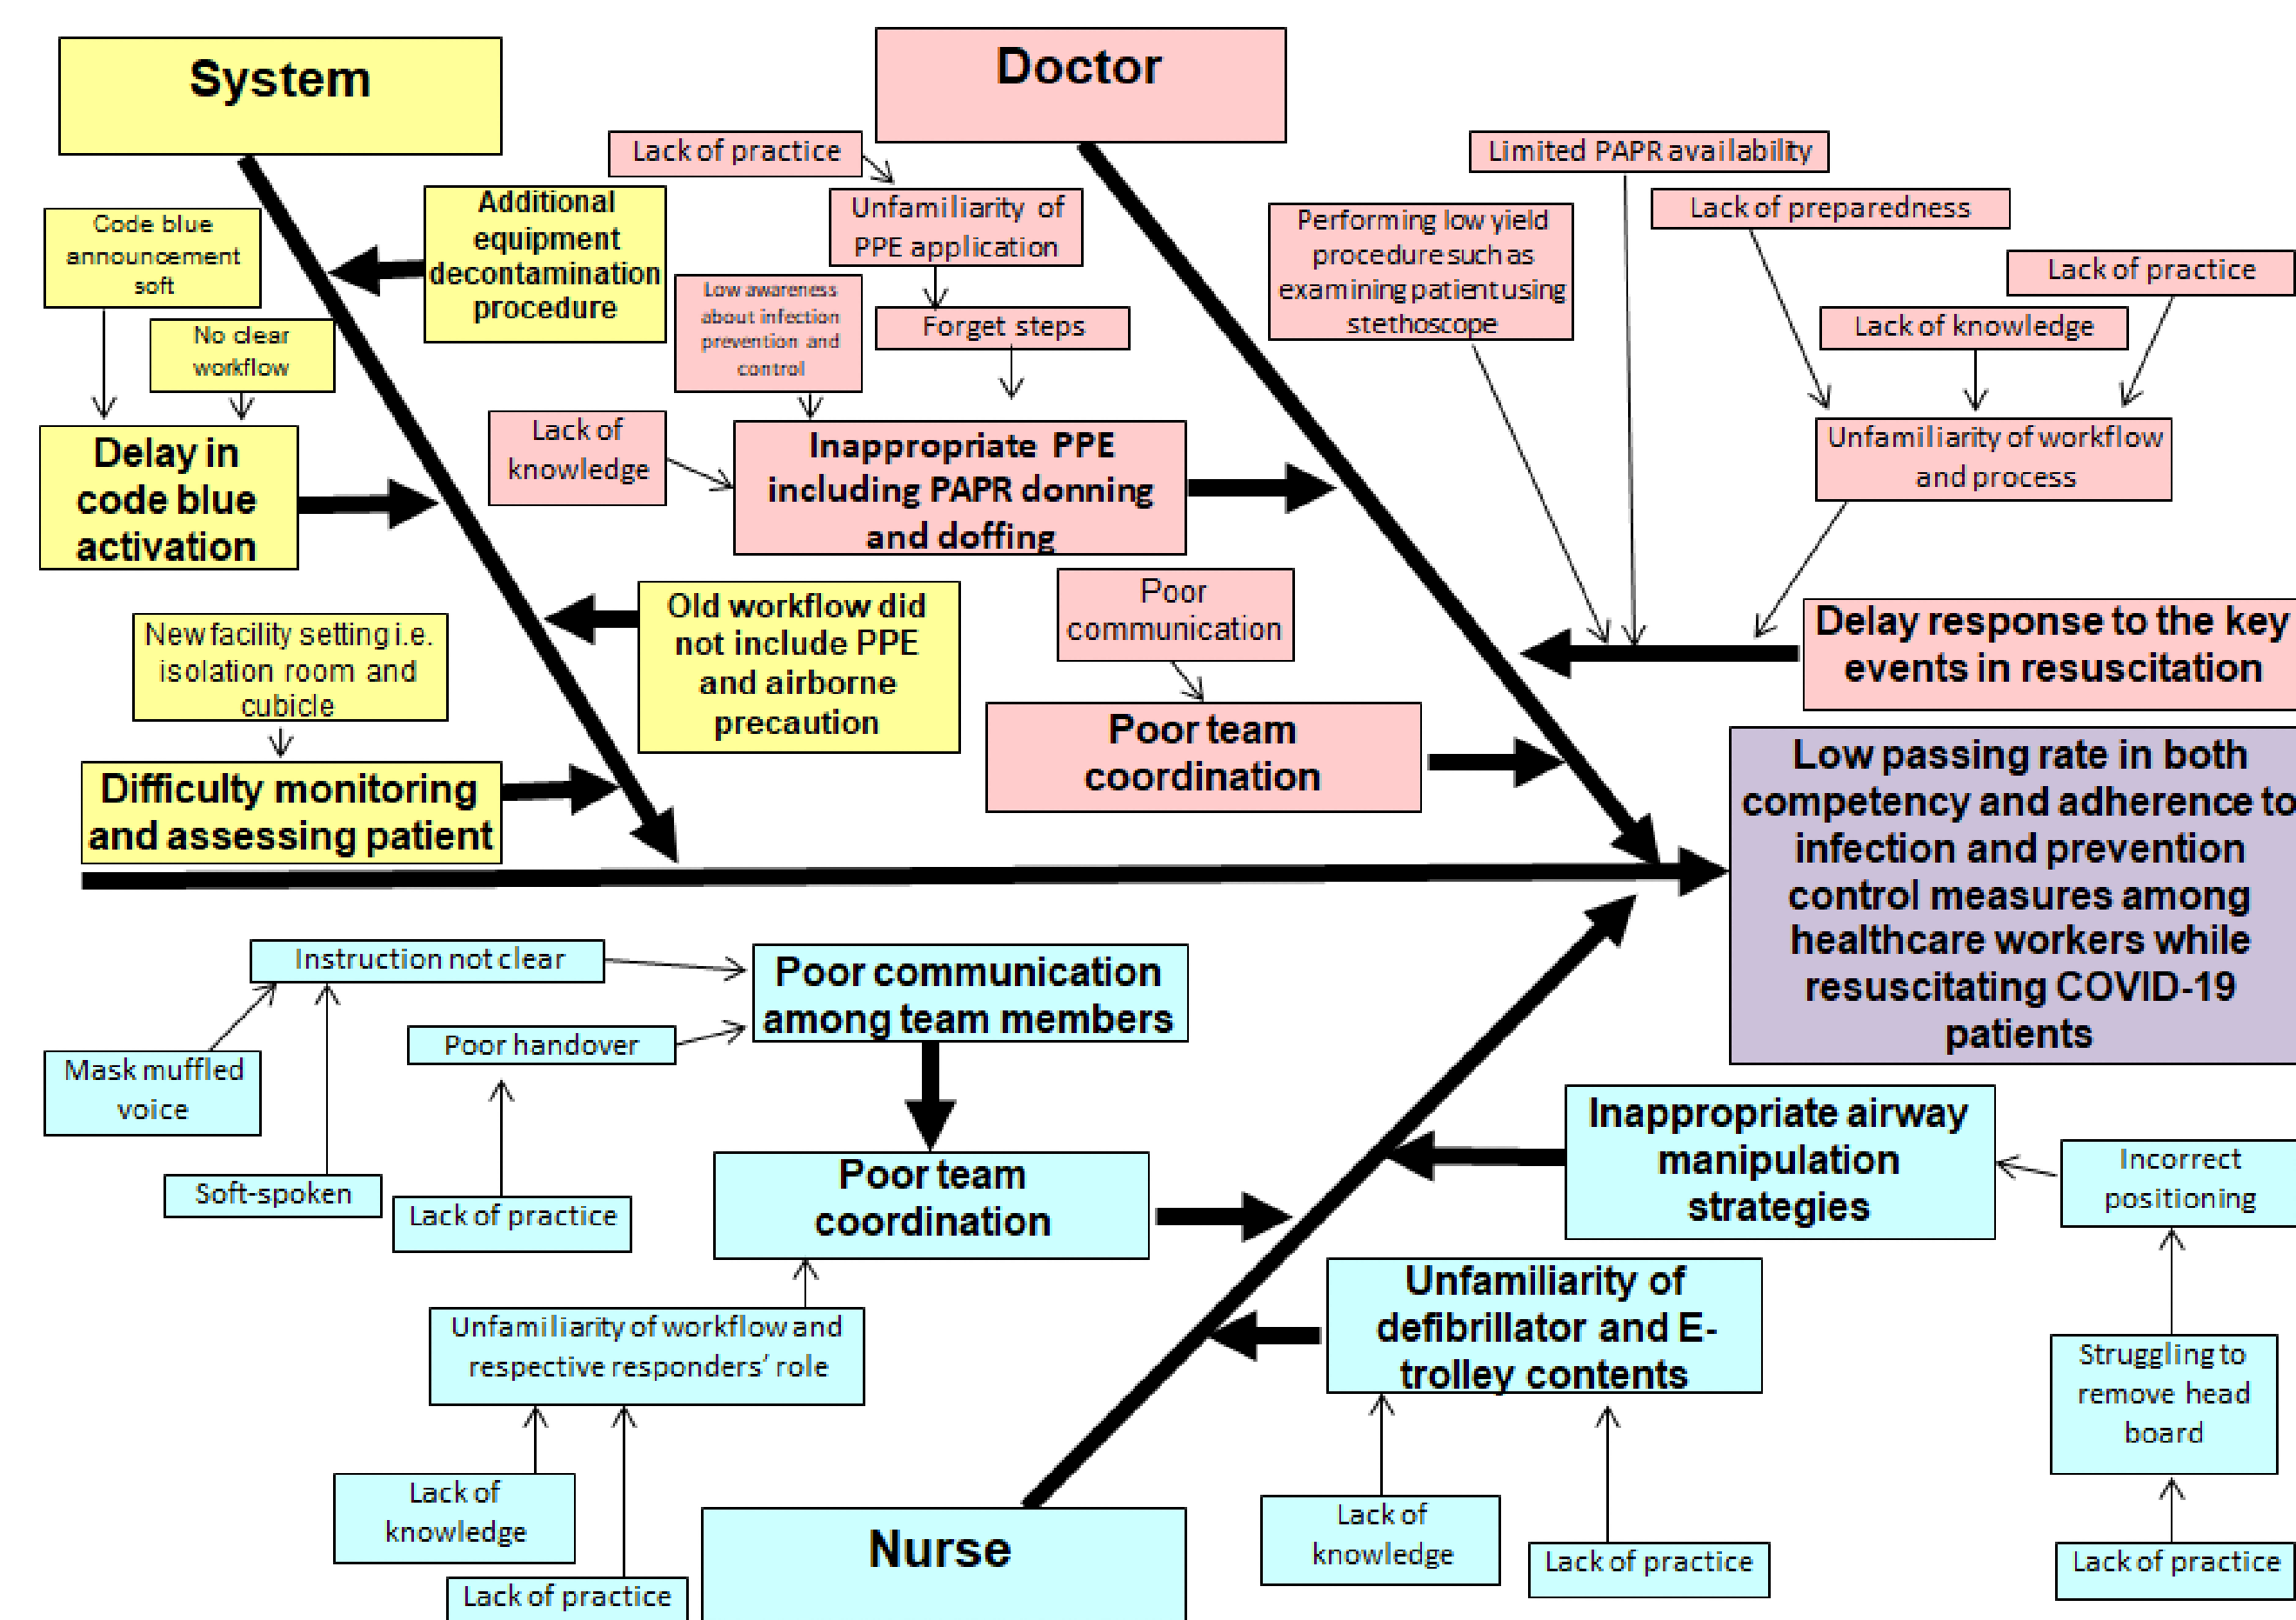 System
Doctor
Lack of practice
Limited PAPR availability
Additional
equipment
decontamination
procedure
Unfamiliarity of
PPE application
Performing low yield
procedure such as
examining patient using
stethoscope
Lack of preparedness
Code blue
announcement
soft
Lack of practice
Low awareness
about infection
prevention and
control
Forget steps
Lack of knowledge
No clear
workflow
Lack of
knowledge
Inappropriate PPE
including PAPR donning
and doffing
Unfamiliarity of workflow
and process
Delay in
code blue
activation
Old workflow did
not include PPE
and airborne
precaution
Poor
communication
Delay response to the key
events in resuscitation
New facility setting i.e.
isolation room and
cubicle
Poor team
coordination
Difficulty monitoring
and assessing patient
Low passing rate in both
competency and adherence to
infection and prevention
control measures among
healthcare workers while
resuscitating COVID-19
patients
Instruction not clear
Poor communication
among team members
Poor handover
Mask muffled
voice
Soft-spoken
Lack of practice
Poor team
coordination
Inappropriate airway
manipulation
strategies
Incorrect
positioning
Unfamiliarity of workflow and
respective responders’ role
Unfamiliarity of
defibrillator and E-
trolley contents
Struggling to
remove head
board
Lack of
knowledge
Lack of practice
Nurse
Lack of
knowledge
Lack of practice
Lack of practice